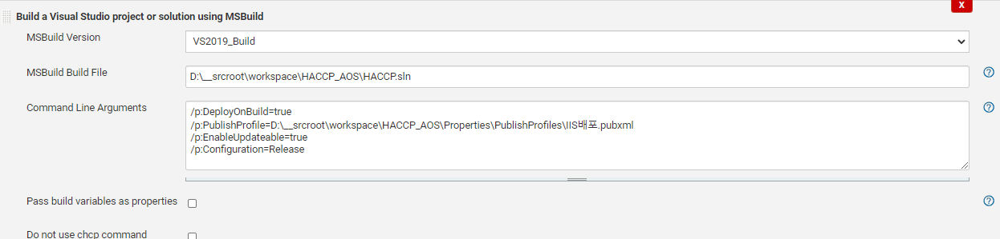 X
Build a Visual Studio project or solution using MSBuild
MSBuild Version
VS2019_Build
MSBuild Build File
D:\__srcroot\workspace\HACCP_AOS\HACCP.sln
?
Command Line Arguments
/p:DeployOnBuild=true
/p:PublishProfile=D:\__srcroot\workspace\HACCP_AOS\Properties\PublishProfiles\IIS배포.pubxml
/p:EnableUpdateable=true
/p:Configuration=Release
?
Pass build variables as properties
?
Do not use chcp command